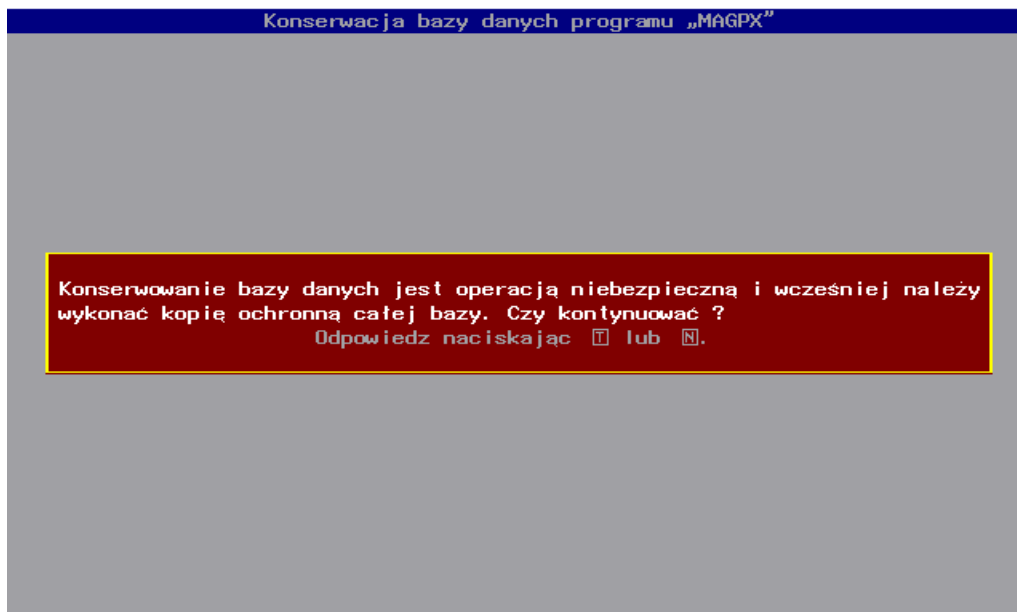 Konserwacja bazy danych programu „MAGPX”
Konserwowanie bazy danych jest operacją niebezpieczną i wcześniej należy
wykonać kopię ochronną całej bazy. Czy kontynuować ?
Odpowiedz naciskając T lub N.